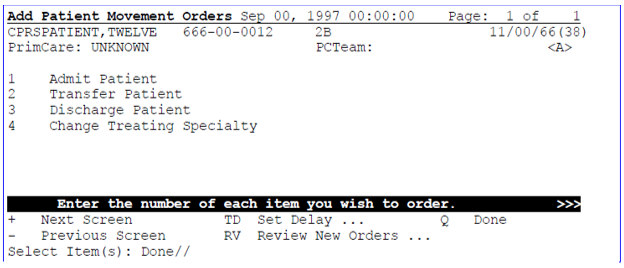 Add Patient Movement Orders Sep 00, 1997 00:00:00 Page: 1 of 1
CPRSPATIENT,TWELVE 666-00-0012 2B 11/00/66(38)
PrimCare: UNKNOWN PCTeam: <A>
1 Admit Patient
2 Transfer Patient
3 Discharge Patient
4 Change Treating Specialty
Enter the number of each item you wish to order. >>>
+ Next Screen TD Set Delay ... Q Done
- Previous Screen RV Review New Orders ...
Select Item(s): Done//